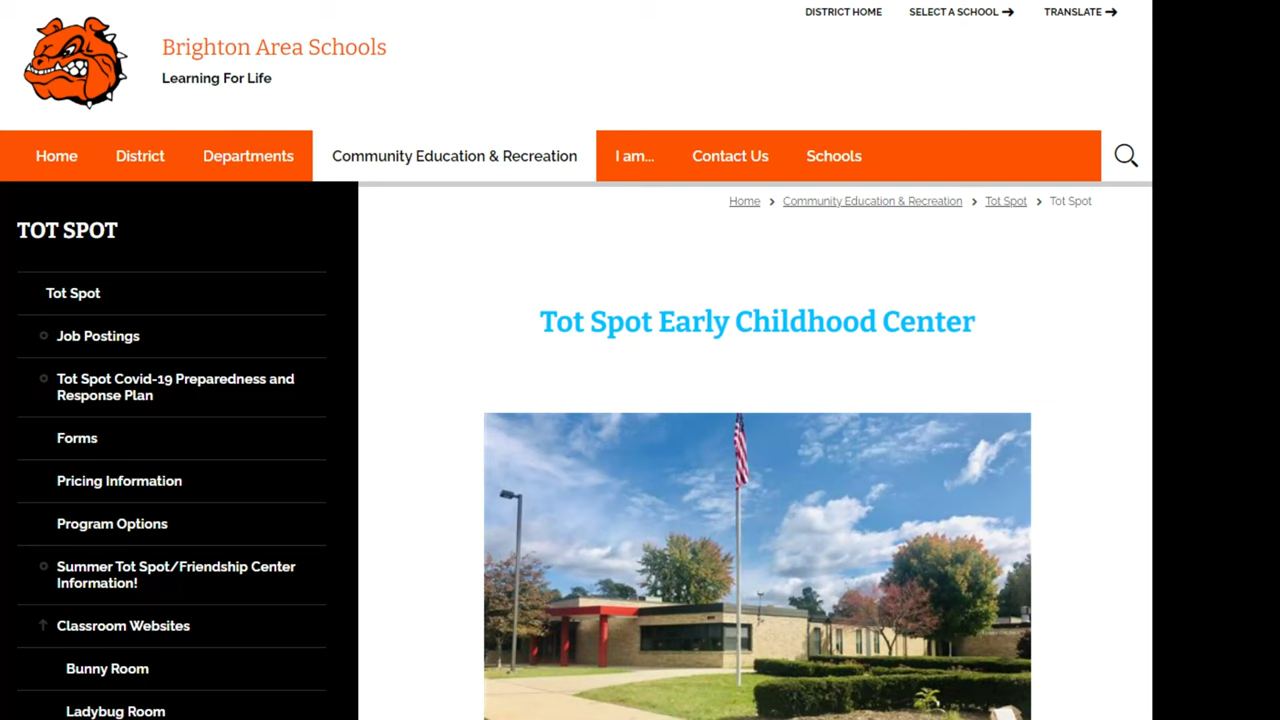 DISTRICT HOME
SELECT A SCHOOL
TRANSLATE
Brighton Area Schools
Learning For Life
Home
District
Departments
Community Education & Recreation
I am...
Contact Us
Schools
Home
Community Education & Recreation
Tot Spot
Tot Spot
TOT SPOT
Tot Spot
Job Postings
Tot Spot Covid-19 Preparedness and
Response Plan
Forms
Pricing Information
Program Options
Summer Tot Spot/Friendship Center
Information!
Classroom Websites
Bunny Room
Ladybug Room
Tot Spot Early Childhood Center